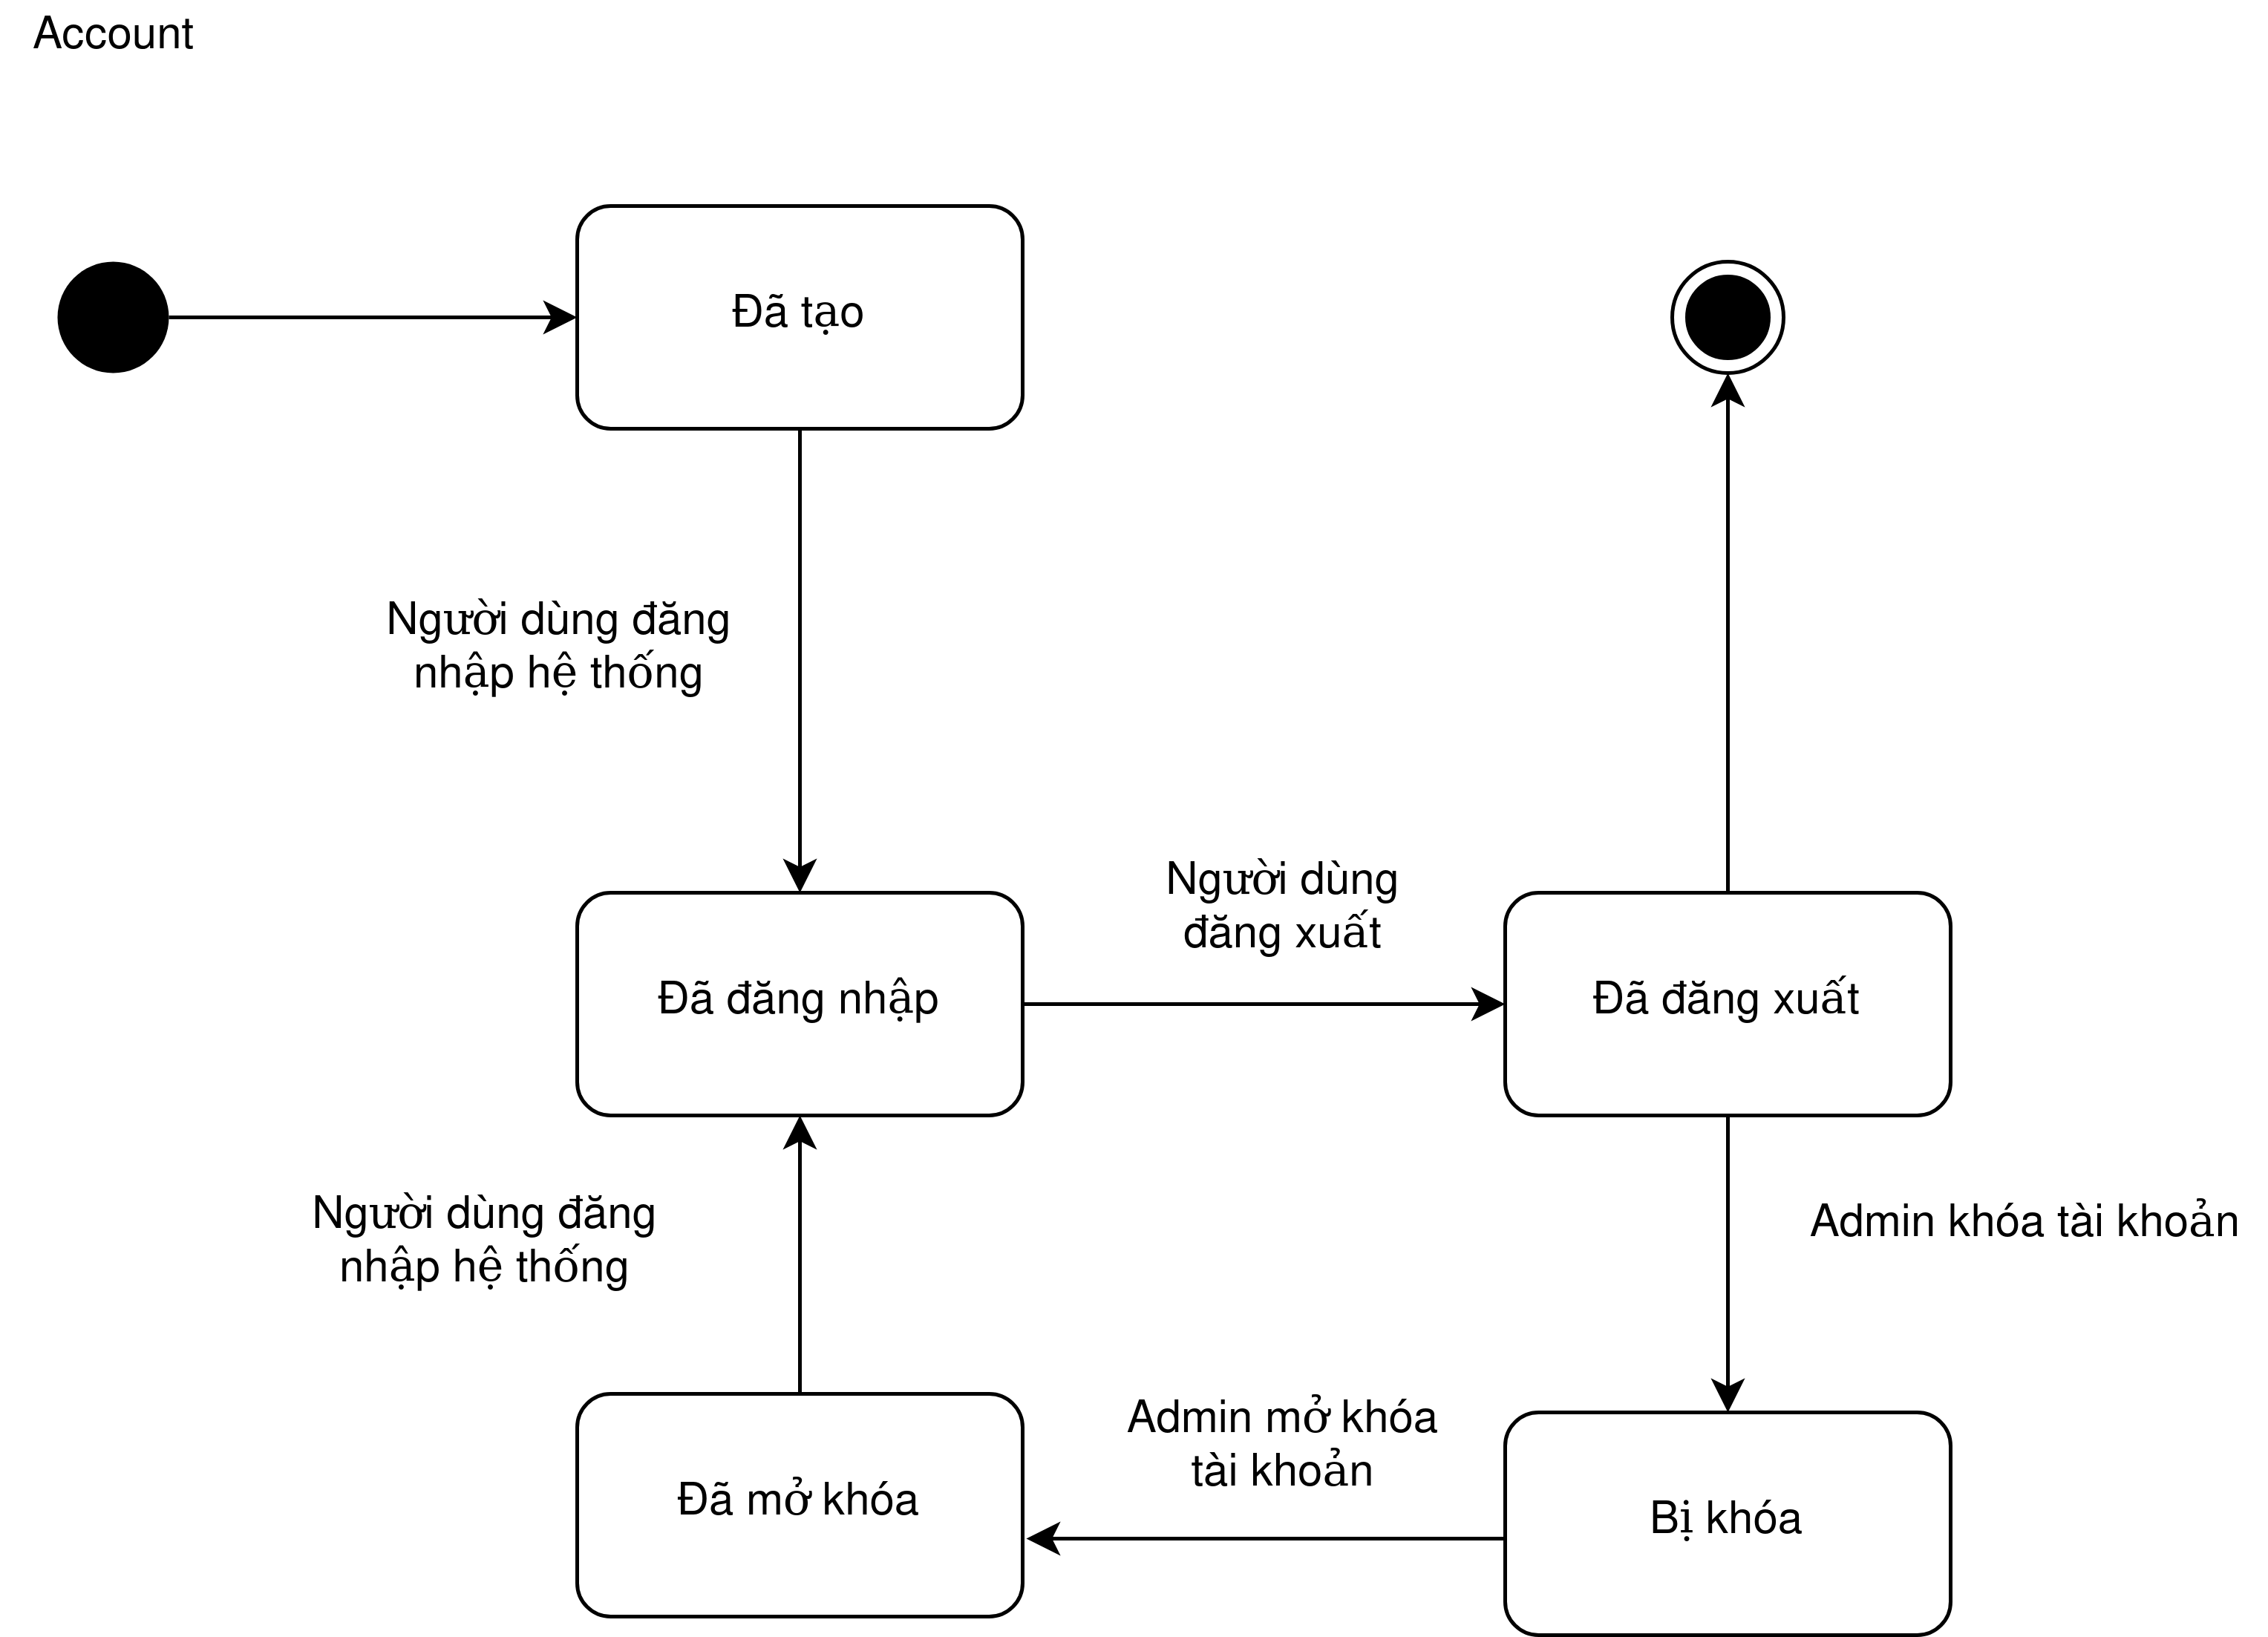 Account
Đã tạo
Người dùng đăng
nhập hệ thống
Người dùng
đăng xuất
Đã đăng nhập
Đã đăng xuất
Người dùng đăng
nhập hệ thống
Admin khóa tài khoản
Admin mở khóa
tài khoản
Đã mở khóa
Bị khóa